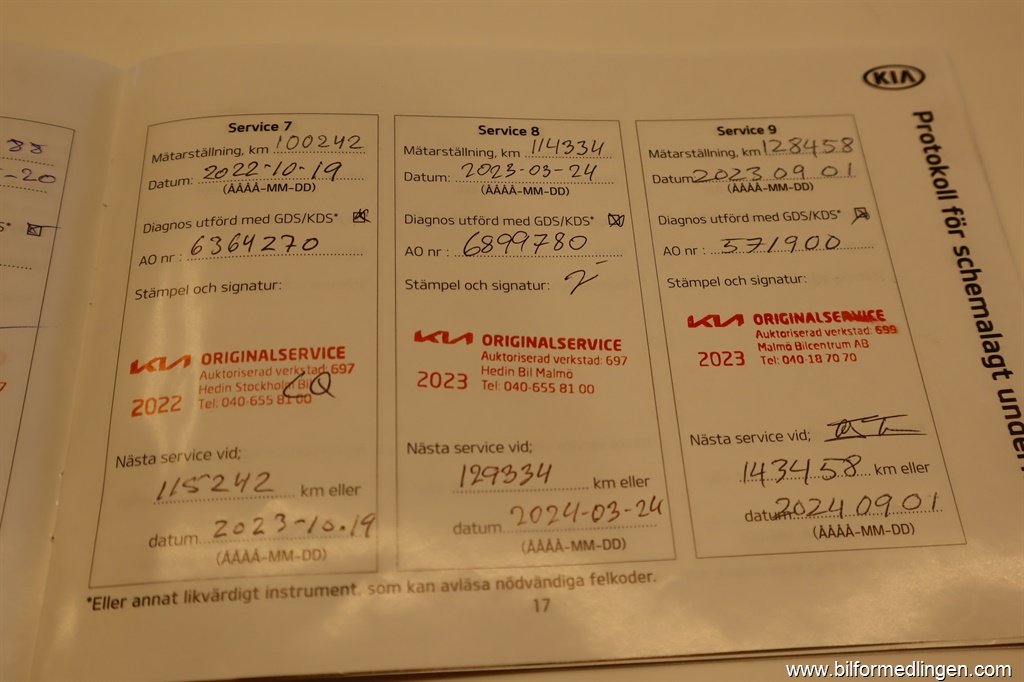 88
-20
S*
KIA
Protokoll för schemalagt under
Service 7
Mätarställning, km 100242
Datum: 2022-10-19
(ÅÅÅÅ-MM-DD)
Diagnos utförd med GDS/KDS*
AO nr : 6364270
Stämpel och signatur:
KIA ORIGINALSERVICE
Auktoriserad verkstad: 697
Hedin Stockholm Bil
2022 Tel: 040-655 81 00
Nästa service vid;
115242 km eller
datum 2023-10-19
(ÅÅÅÅ-MM-DD)
Service 8
Mätarställning, km 114334
Datum: 2023-03-24
(ÅÅÅÅ-MM-DD)
Diagnos utförd med GDS/KDS*
AO nr : 6899780
Stämpel och signatur:
KIA ORIGINALSERVICE
Auktoriserad verkstad: 697
Hedin Bil Malmö
2023 Tel: 040-655 81 00
Nästa service vid;
129334 km eller
datum 2024-03-24
(ÅÅÅÅ-MM-DD)
Service 9
Mätarställning, km 128458
Datum 2023 09 01
(ÅÅÅÅ-MM-DD)
Diagnos utförd med GDS/KDS*
AO nr : 571900
Stämpel och signatur:
KIA ORIGINALSERVICE
Auktoriserad verkstad: 699
Malmö Bilcentrum AB
2023 Tel: 040-18 70 70
Nästa service vid;
143458 km eller
datum 2024 09 01
(ÅÅÅÅ-MM-DD)
*Eller annat likvärdigt instrument, som kan avläsa nödvändiga felkoder.
17
www.bilformedlingen.com